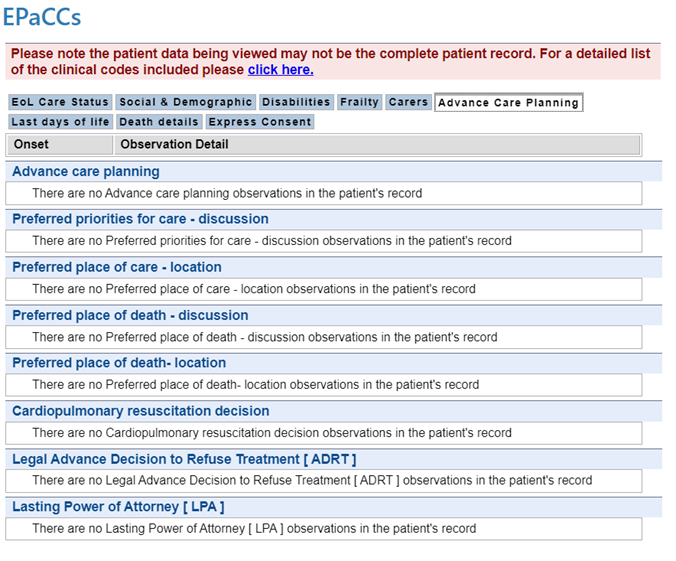 EPaCCs
Please note the patient data being viewed may not be the complete patient record. For a detailed list
of the clinical codes included please click here.
EoL Care Status Social & Demographic Disabilities Frailty Carers Advance Care Planning
Last days of life Death details Express Consent
Onset Observation Detail
Advance care planning
There are no Advance care planning observations in the patient's record
Preferred priorities for care - discussion
There are no Preferred priorities for care - discussion observations in the patient's record
Preferred place of care - location
There are no Preferred place of care - location observations in the patient's record
Preferred place of death - discussion
There are no Preferred place of death - discussion observations in the patient's record
Preferred place of death- location
There are no Preferred place of death- location observations in the patient's record
Cardiopulmonary resuscitation decision
There are no Cardiopulmonary resuscitation decision observations in the patient's record
Legal Advance Decision to Refuse Treatment [ ADRT ]
There are no Legal Advance Decision to Refuse Treatment [ ADRT ] observations in the patient's record
Lasting Power of Attorney [ LPA ]
There are no Lasting Power of Attorney [ LPA ] observations in the patient's record